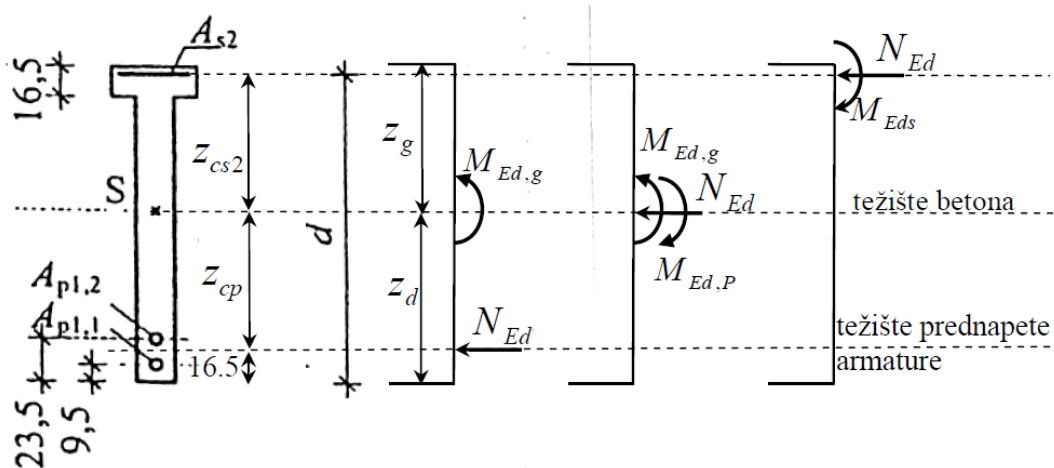 A_s2
16,5
z_cs2
S
z_cp
A_p1,2
A_p1,1
16.5
23,5
9,5
d
z_g
z_d
M_Ed,g
N_Ed
M_Ed,g
N_Ed
M_Ed,P
N_Ed
M_Eds
težište betona
težište prednapete
armature